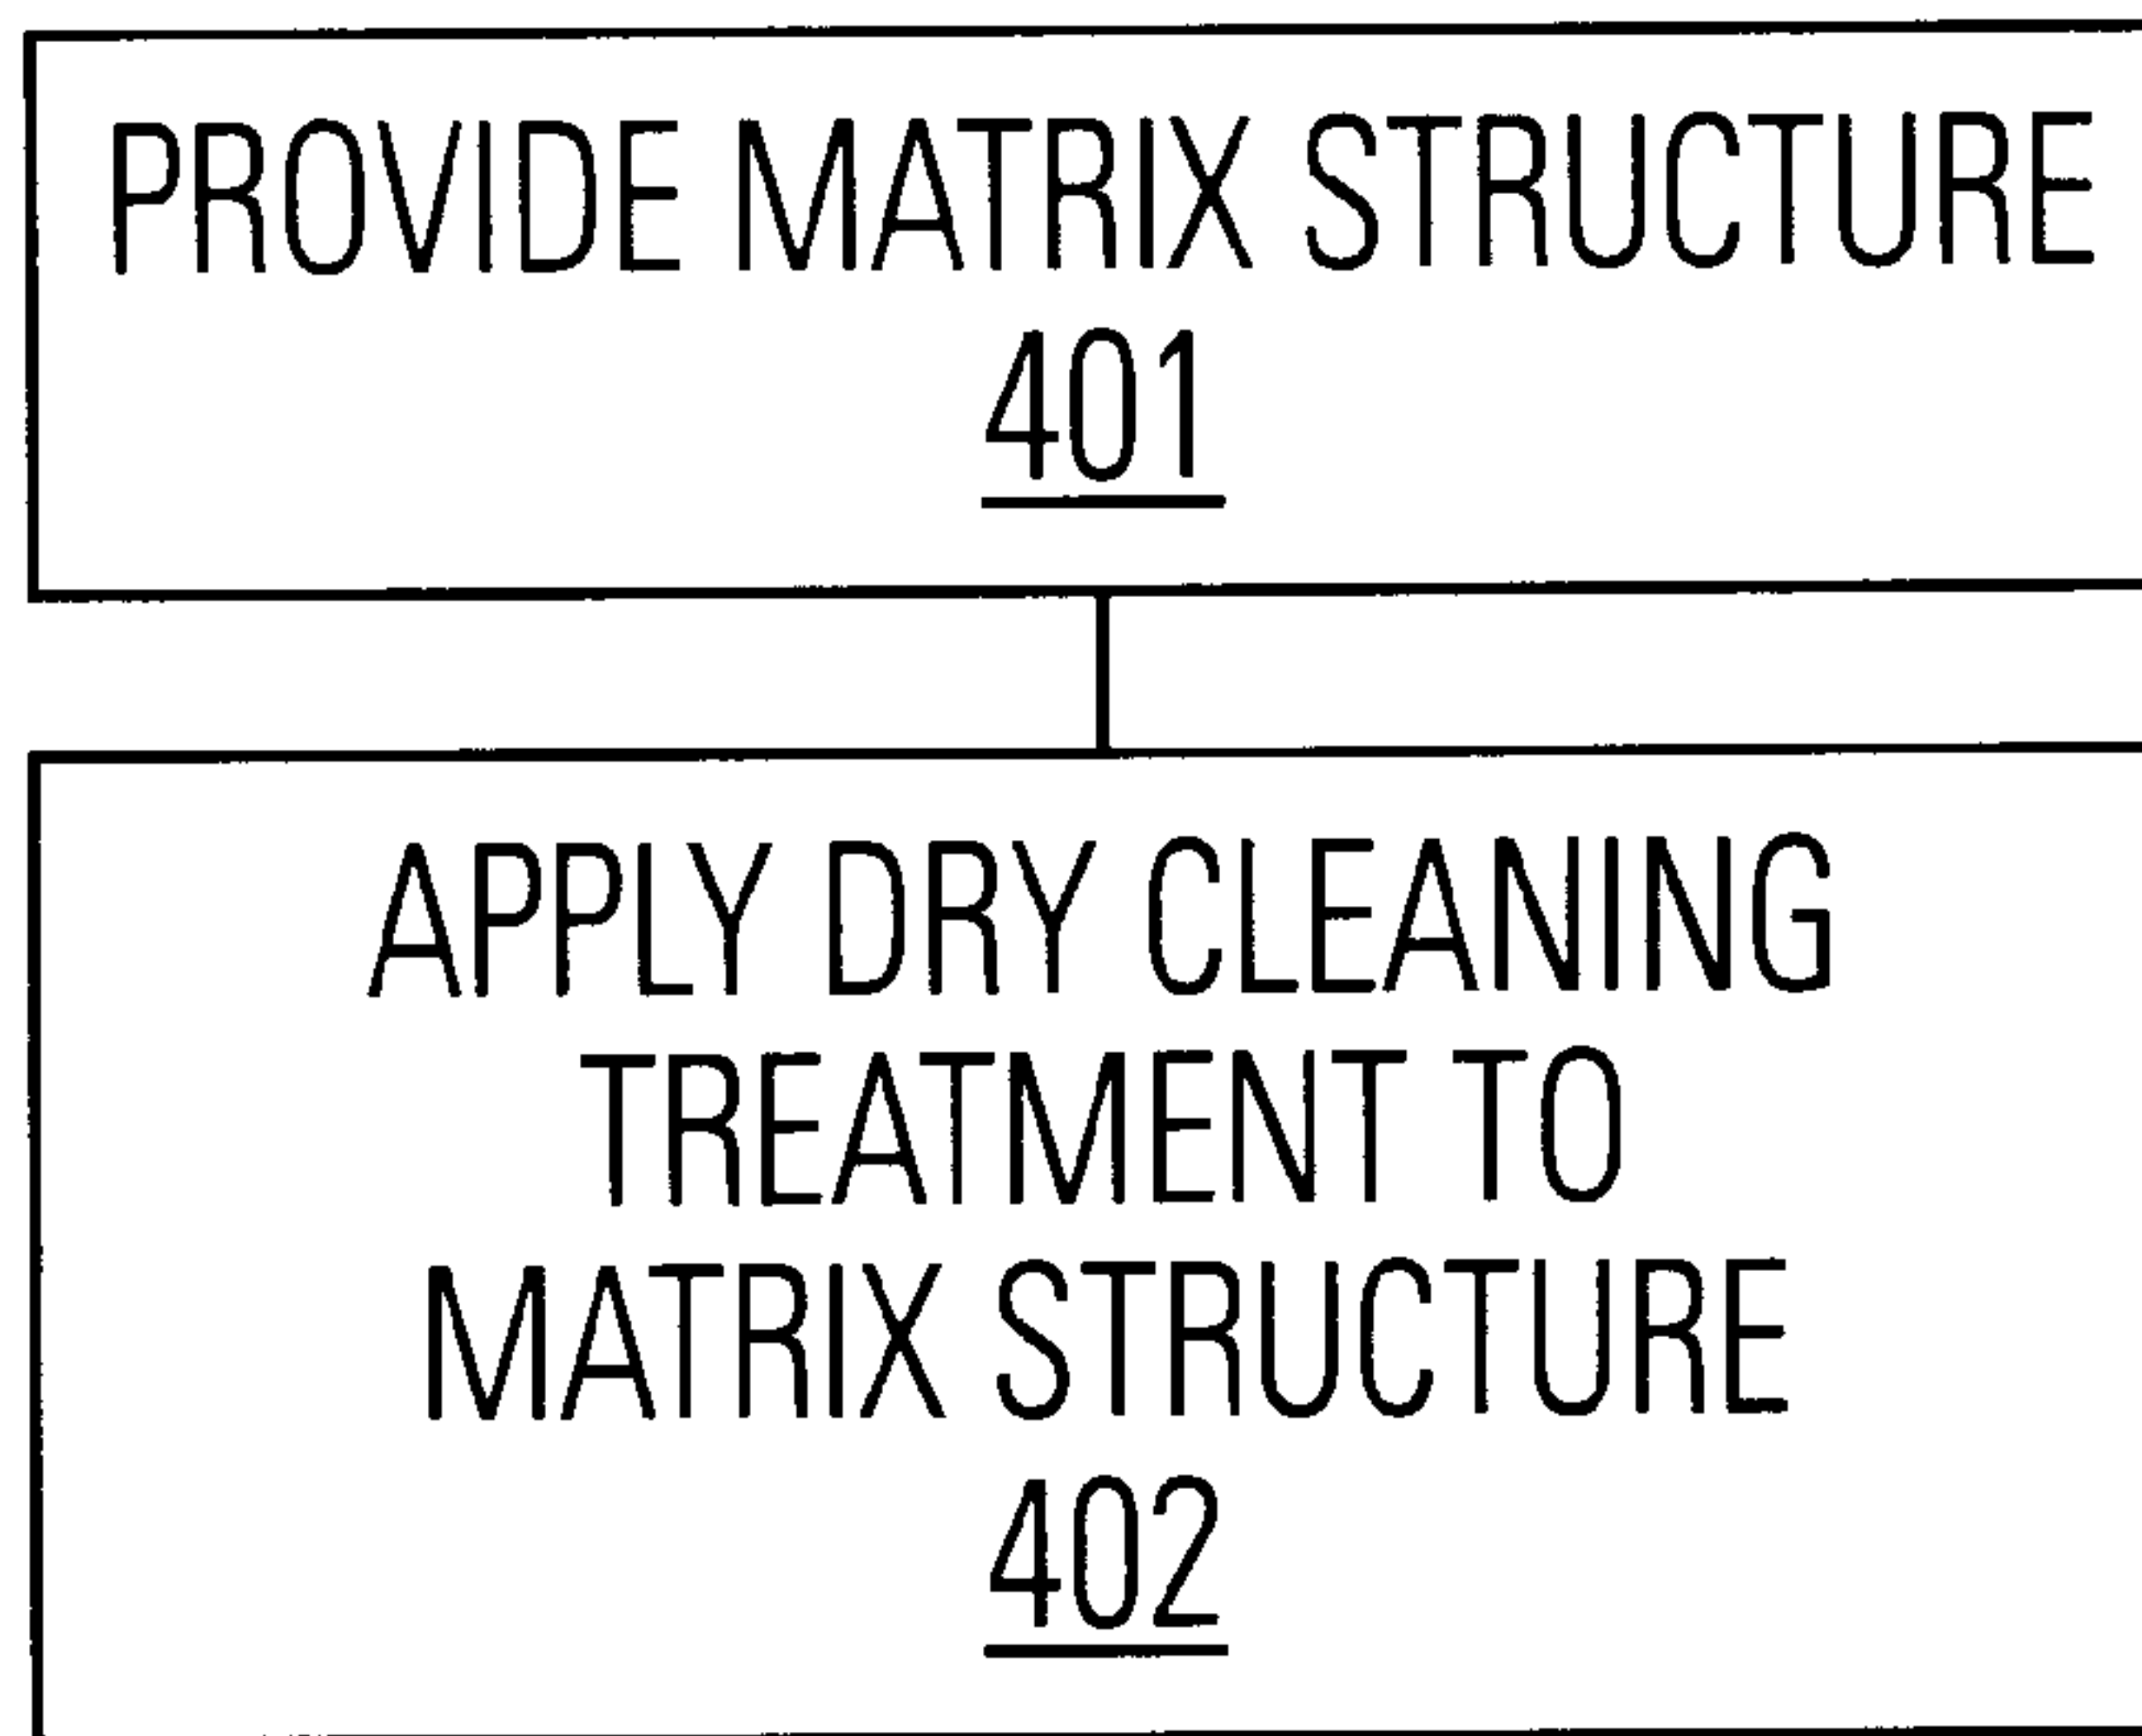 PROVIDE MATRIX STRUCTURE
401
APPLY DRY CLEANING
TREATMENT TO
MATRIX STRUCTURE
402